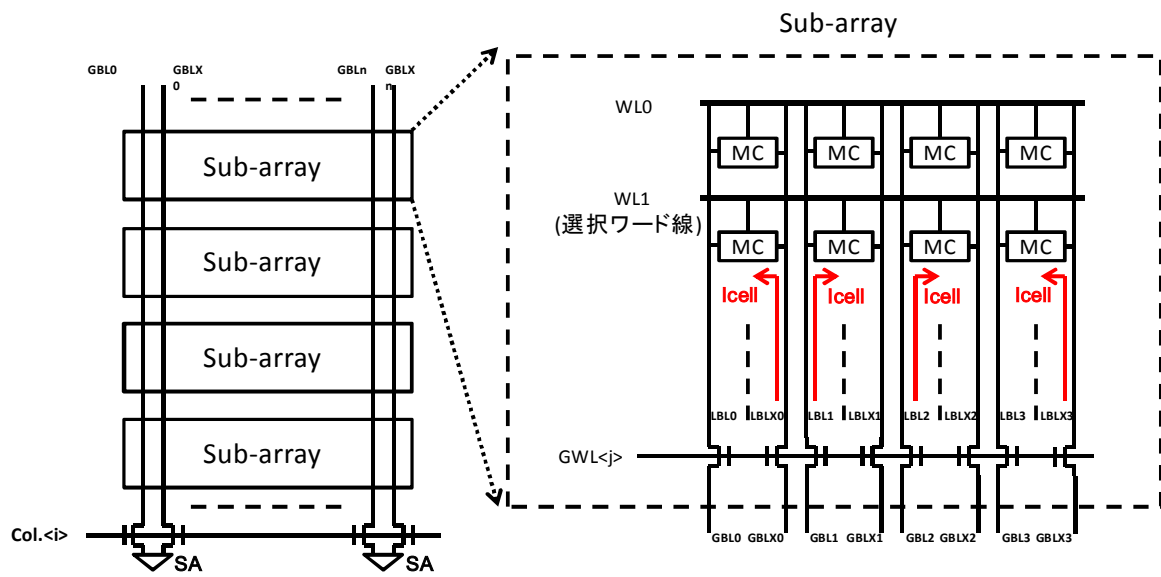 Sub-array
GBL0
GBLX
0
GBLn
GBLX
n
Sub-array
Sub-array
Sub-array
Sub-array
Col.<i>
SA
SA
WL0
MC
MC
MC
MC
WL1
(選択ワード線)
MC
MC
MC
MC
Icell
Icell
Icell
Icell
LBL0
LBLX0
LBL1
LBLX1
LBL2
LBLX2
LBL3
LBLX3
GWL<j>
GBL0
GBLX0
GBL1
GBLX1
GBL2
GBLX2
GBL3
GBLX3